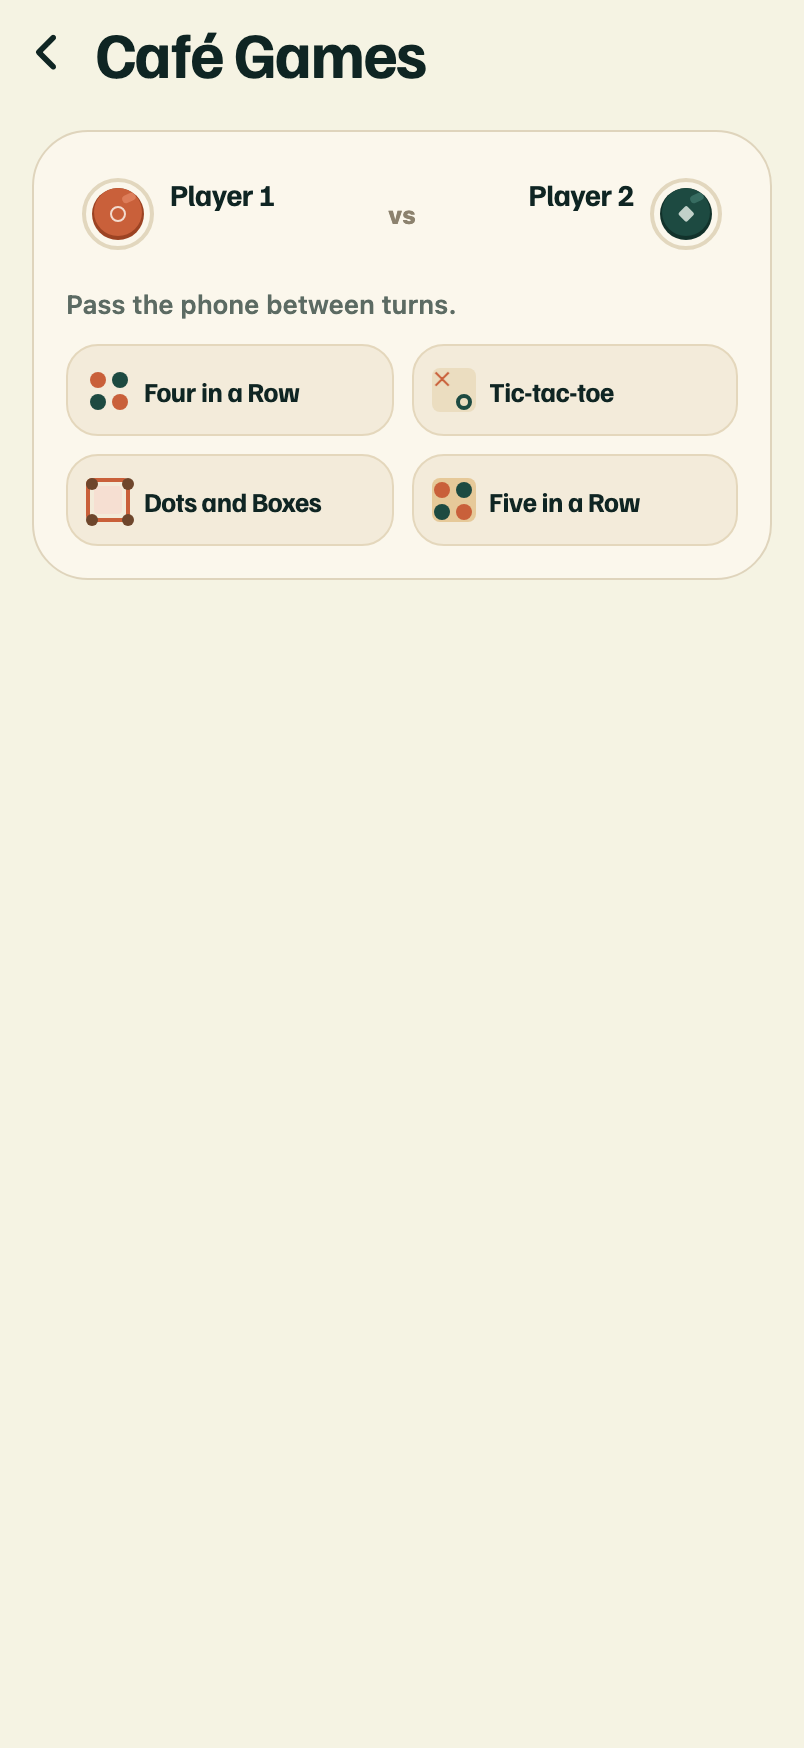 Café Games
Player 1
vs
Player 2
Pass the phone between turns.
Four in a Row
Tic-tac-toe
Dots and Boxes
Five in a Row